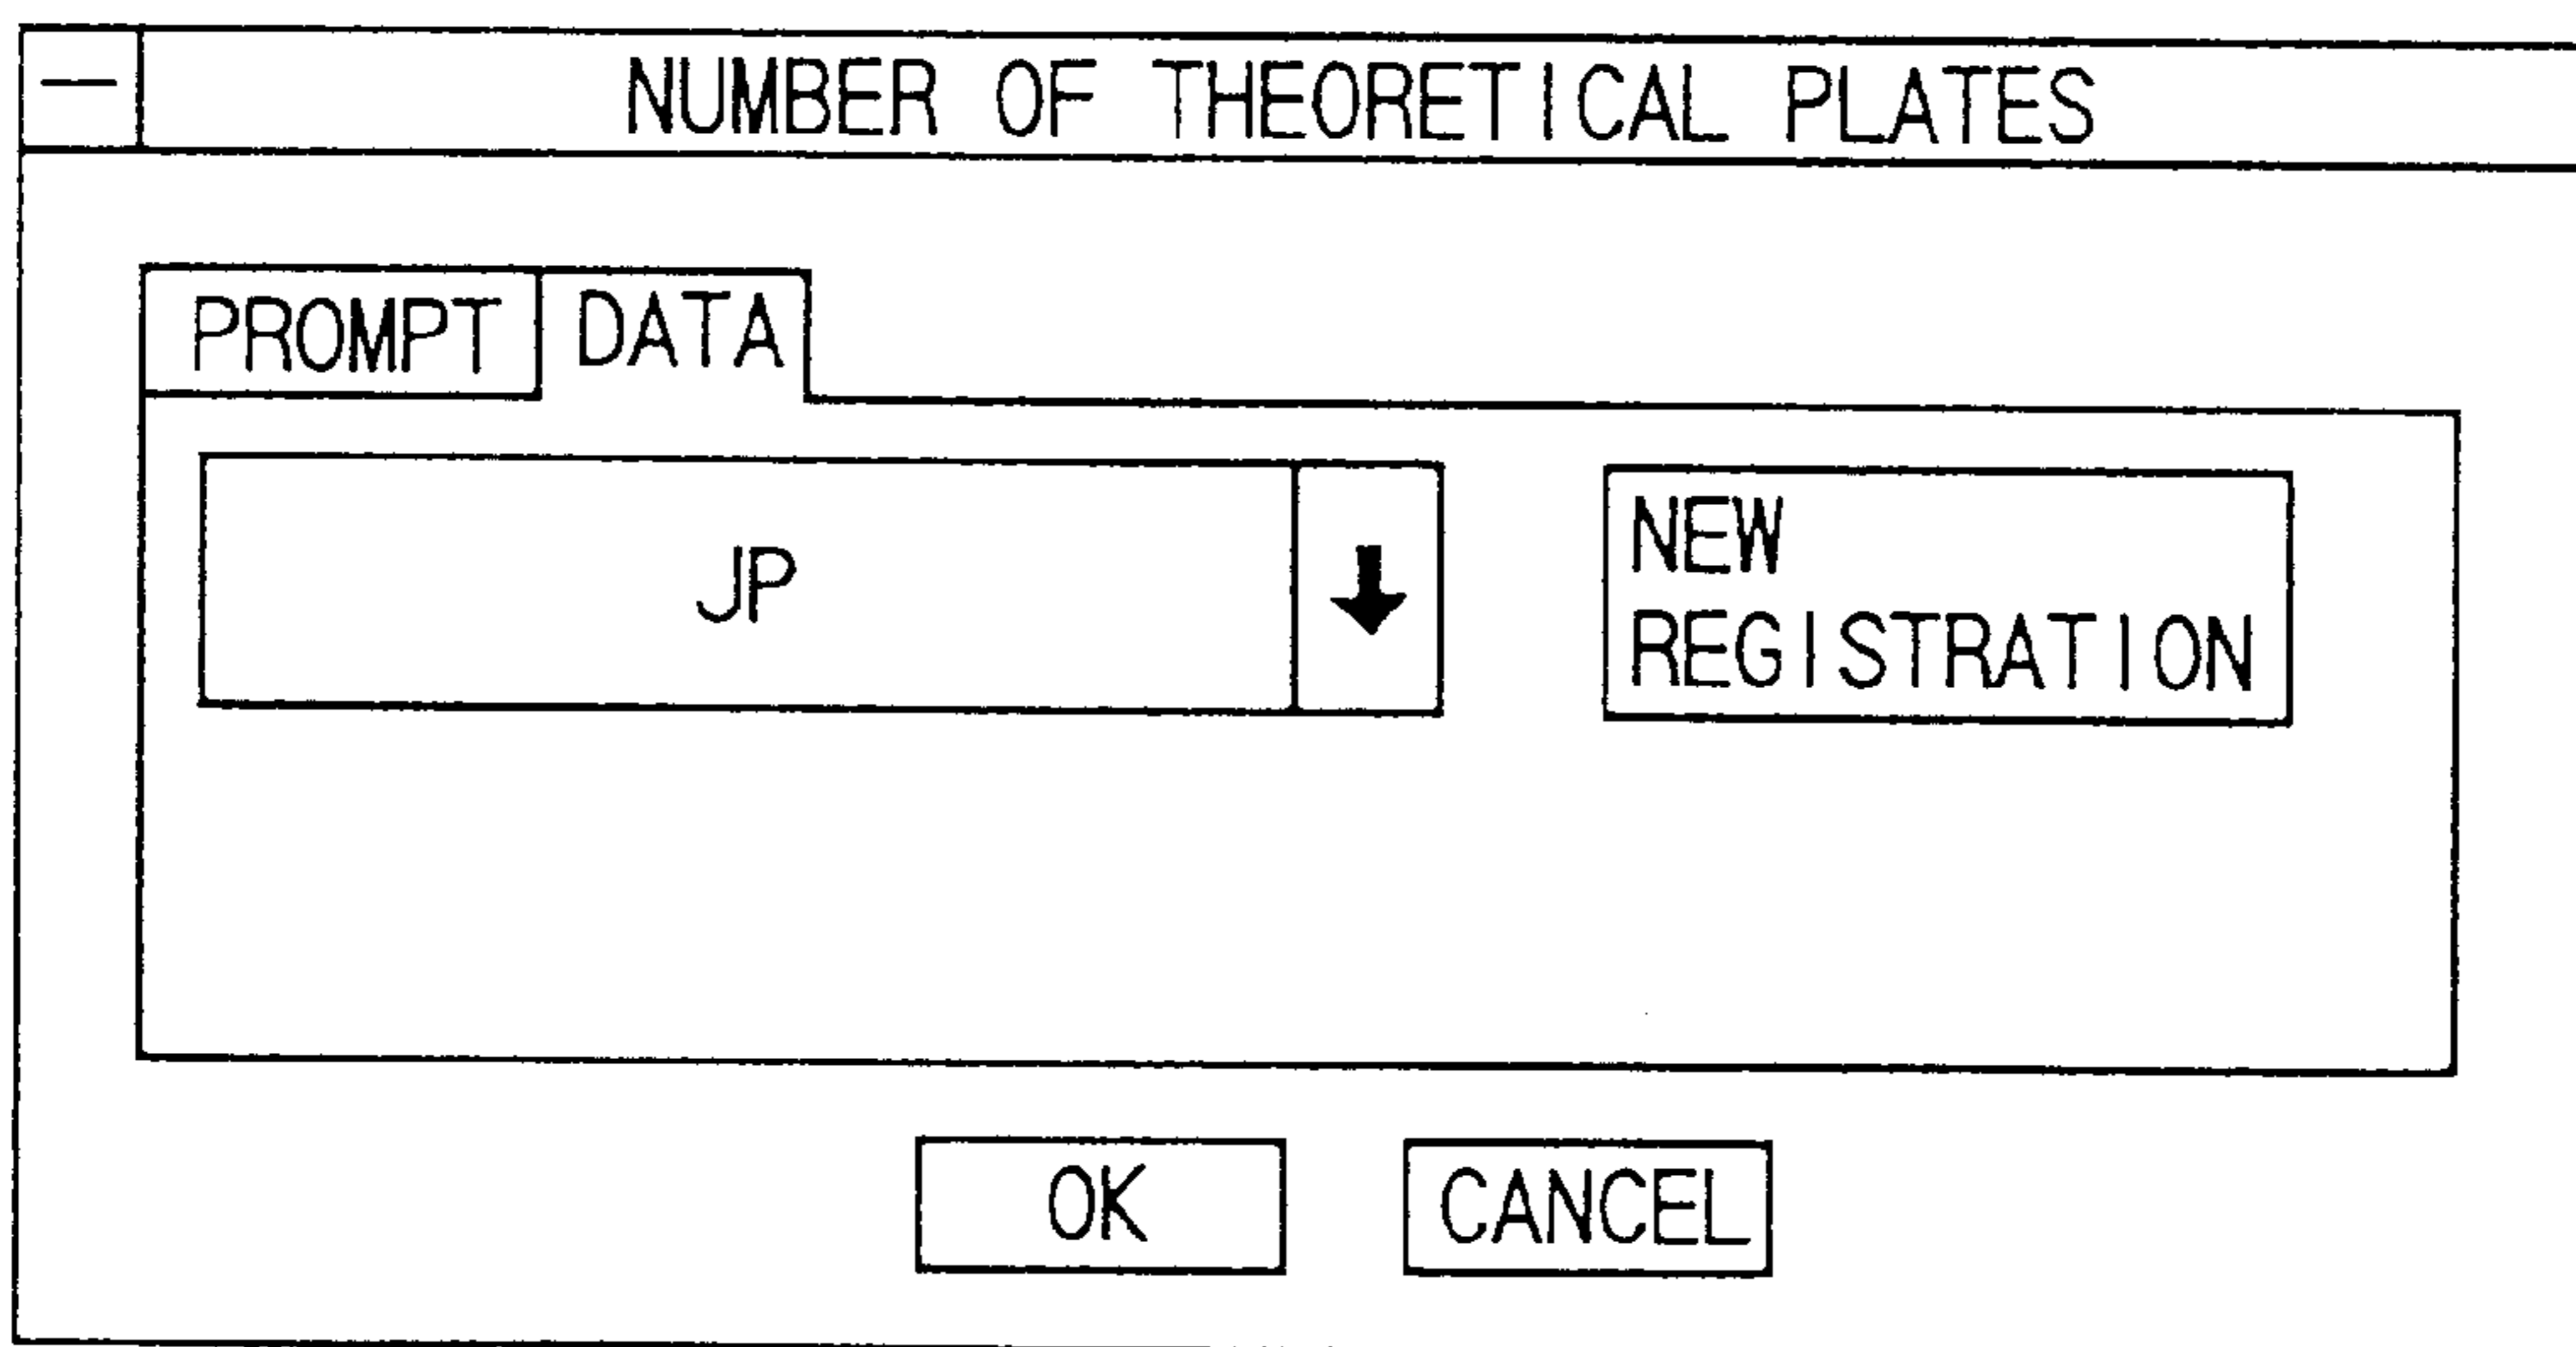 NUMBER OF THEORETICAL PLATES
PROMPT
DATA
JP
NEW
REGISTRATION
OK
CANCEL